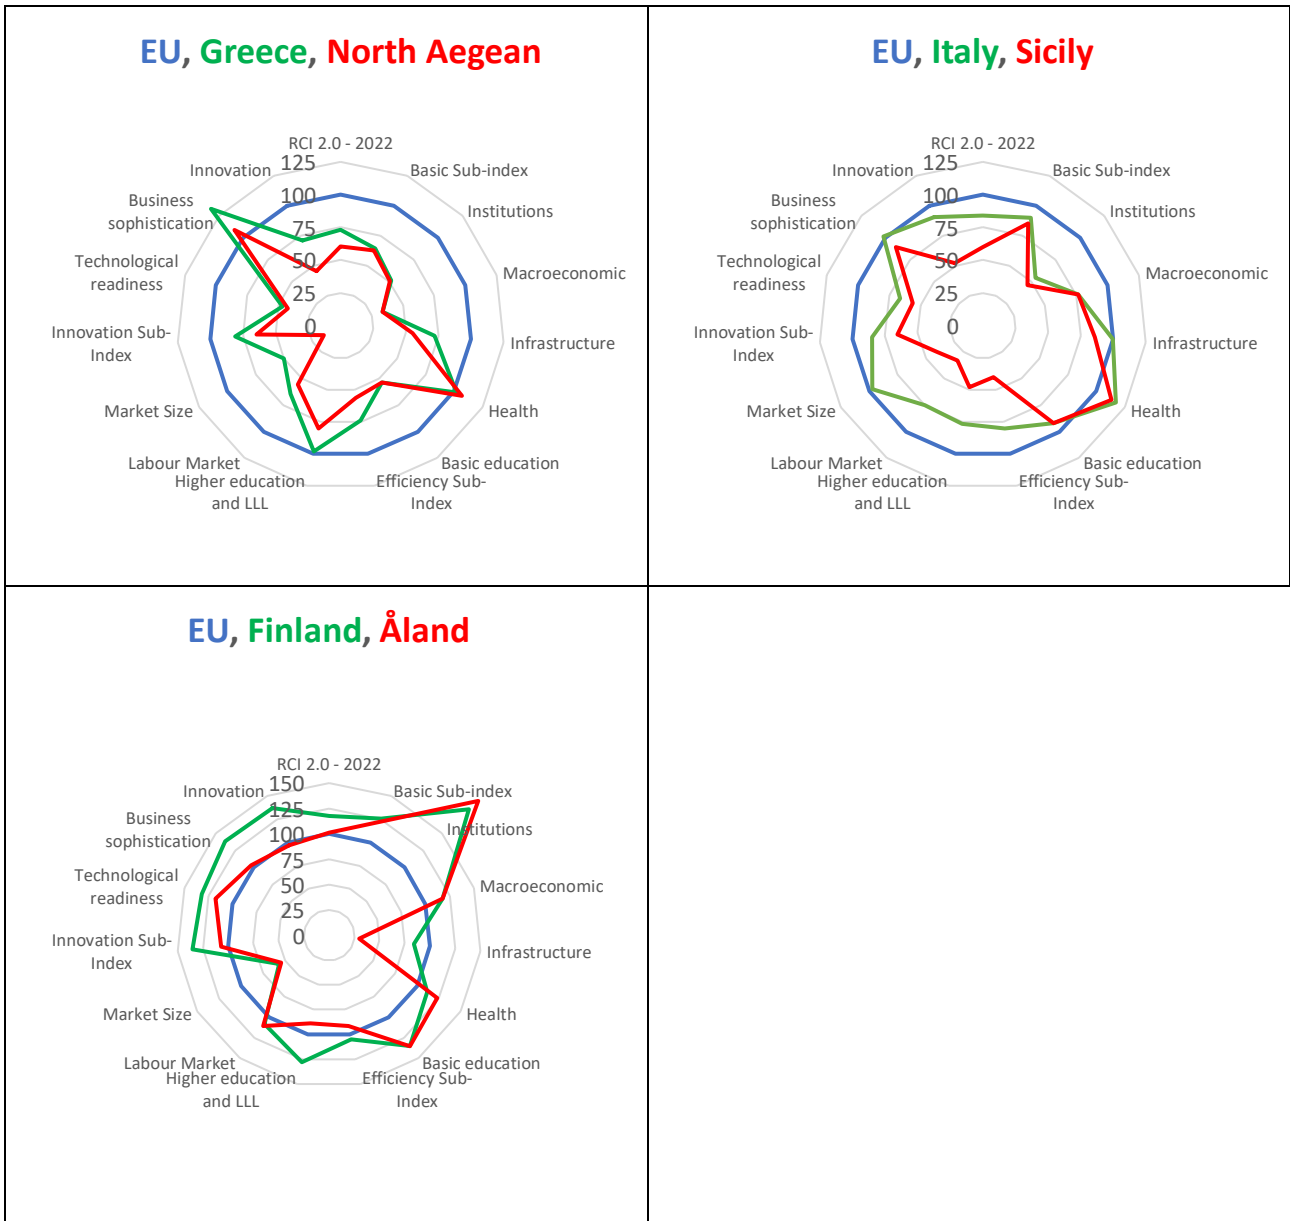 EU, Greece, North Aegean
RCI 2.0 - 2022
125
100
75
50
25
0
Basic Sub-index
Institutions
Macroeconomic
Infrastructure
Health
Basic education
Efficiency Sub-
Index
Higher education
and LLL
Labour Market
Market Size
Innovation Sub-
Index
Technological
readiness
Business
sophistication
Innovation
EU, Italy, Sicily
RCI 2.0 - 2022
125
100
75
50
25
0
Basic Sub-index
Institutions
Macroeconomic
Infrastructure
Health
Basic education
Efficiency Sub-
Index
Higher education
and LLL
Labour Market
Market Size
Innovation Sub-
Index
Technological
readiness
Business
sophistication
Innovation
EU, Finland, Åland
RCI 2.0 - 2022
150
125
100
75
50
25
0
Basic Sub-index
Institutions
Macroeconomic
Infrastructure
Health
Basic education
Efficiency Sub-
Index
Higher education
and LLL
Labour Market
Market Size
Innovation Sub-
Index
Technological
readiness
Business
sophistication
Innovation